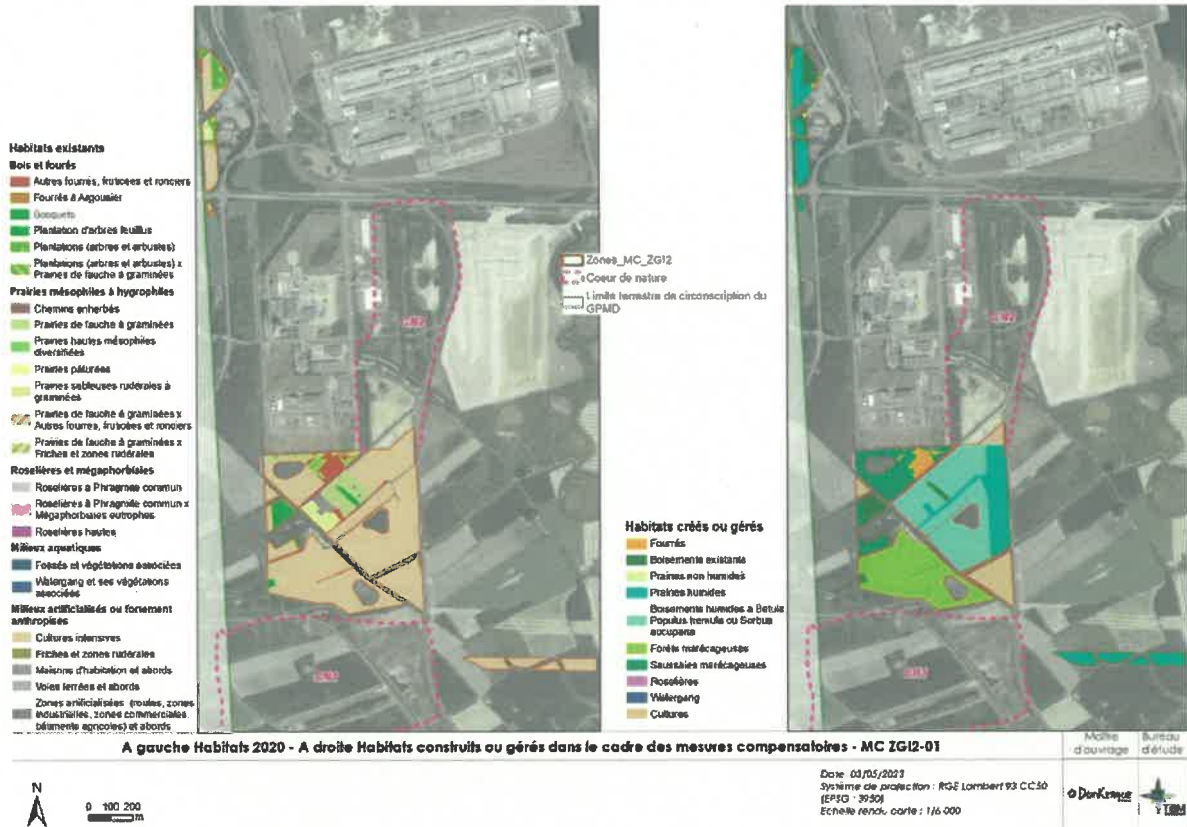 Habitats existants
Bois et fourés
Autres fourrés, fruticées et ronciers
Fourrés à Argousier
Bosquets
Plantation d'arbres feuillus
Plantations (arbres et arbustes)
Plantations (arbres et arbustes) x
Prairies de fauche à graminées
Prairies mésophiles à hygrophiles
Chemins enherbés
Prairies de fauche à graminées
Prairies hautes mésophiles
diversifiées
Prairies pâturées
Prairies sableuses rudérales à
graminées
Prairies de fauche à graminées x
Autres fourrés, fruticées et ronciers
Prairies de fauche à graminées x
Friches et zones rudérales
Roselières et mégaphorbiaies
Roselières à Phragmite commun
Roselières à Phragmite commun x
Mégaphorbiaies eutrophes
Roselières hautes
Milieux aquatiques
Fossés et végétations associées
Watergang et ses végétations
associées
Milieux artificialisés ou fortement
anthropisés
Cultures intensives
Friches et zones rudérales
Maisons d'habitation et abords
Voies ferrées et abords
Zones artificialisées (routes, zones
industrielles, zones commerciales,
bâtiments agricoles) et abords
Zones_MC_ZGI2
Coeur de nature
Limite terrestre de circonscription du
GPMD
Habitats créés ou gérés
Fourrés
Boisements existants
Prairies non humides
Prairies humides
Boisements humides à Betula
Populus tremula ou Sorbus
aucuparia
Forêts marécageuses
Saussaies marécageuses
Roselières
Watergang
Cultures
A gauche Habitats 2020 - A droite Habitats construits ou gérés dans le cadre des mesures compensatoires - MC ZGI2-01
Maître
d'ouvrage
Bureau
d'étude
N
0 100 200
m
Date 03/05/2023
Système de projection : RGE Lambert 93 CC50
(EPSG : 3950)
Echelle rendu carte : 1/6 000
DunKerque
TBM